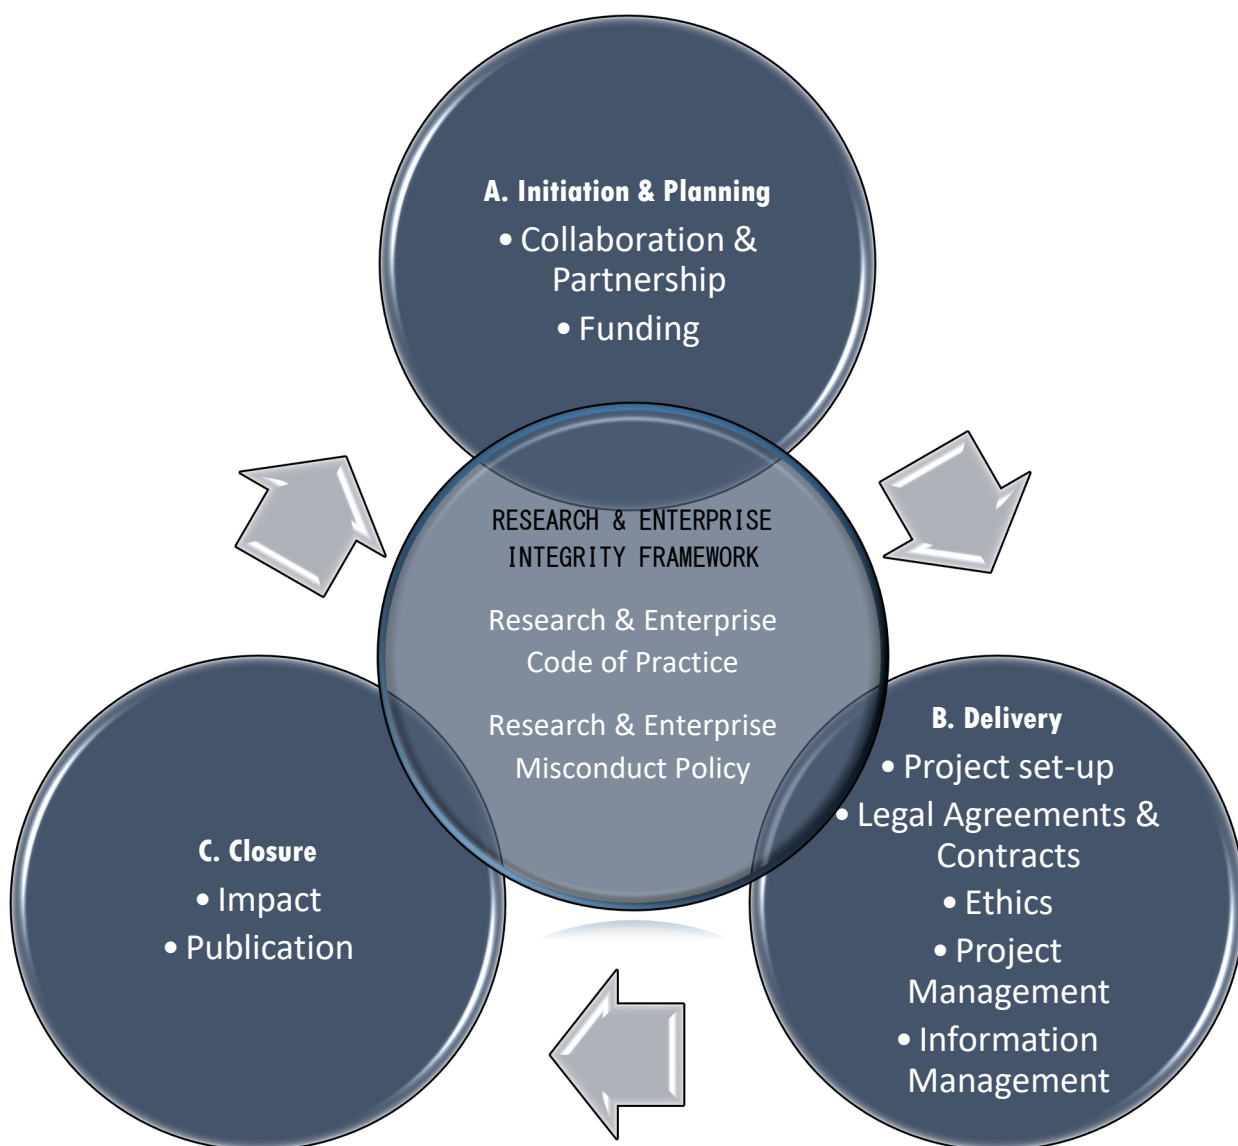 A. Initiation & Planning
• Collaboration &
Partnership
• Funding
RESEARCH & ENTERPRISE
INTEGRITY FRAMEWORK
Research & Enterprise
Code of Practice
Research & Enterprise
Misconduct Policy
B. Delivery
• Project set-up
• Legal Agreements &
Contracts
• Ethics
• Project
Management
• Information
Management
C. Closure
• Impact
• Publication